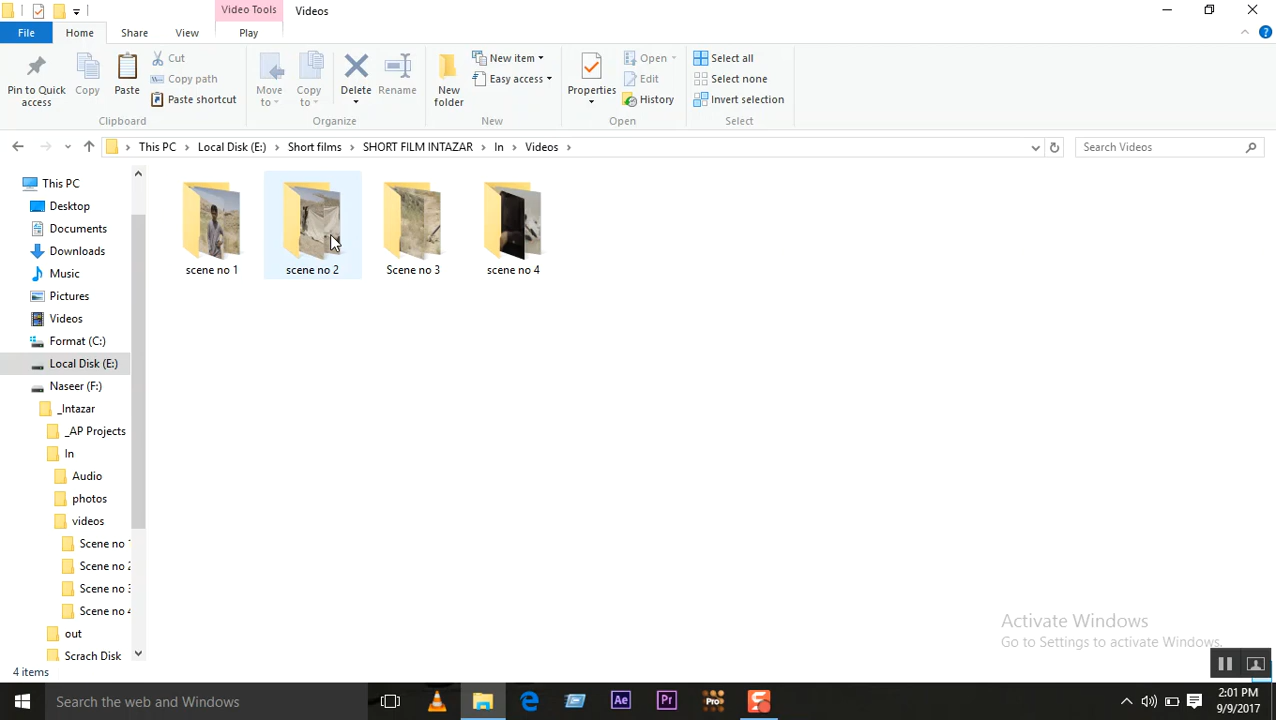 Video Tools Videos
File Home Share View Play
Pin to Quick access Copy Paste Cut Copy path Paste shortcut Move to Copy to Delete Rename New folder New item Easy access Properties Open Edit History Select all Select none Invert selection
Clipboard Organize New Open Select
This PC Local Disk (E:) Short films SHORT FILM INTAZAR In Videos Search Videos
This PC
Desktop
Documents
Downloads
Music
Pictures
Videos
Format (C:)
Local Disk (E:)
Naseer (F:)
_Intazar
_AP Projects
In
Audio
photos
videos
Scene no 1
Scene no 2
Scene no 3
Scene no 4
out
Scrach Disk
scene no 1 scene no 2 Scene no 3 scene no 4
Activate Windows
Go to Settings to activate Windows.
4 items
Search the web and Windows Ae Pr Pro 2:01 PM
9/9/2017